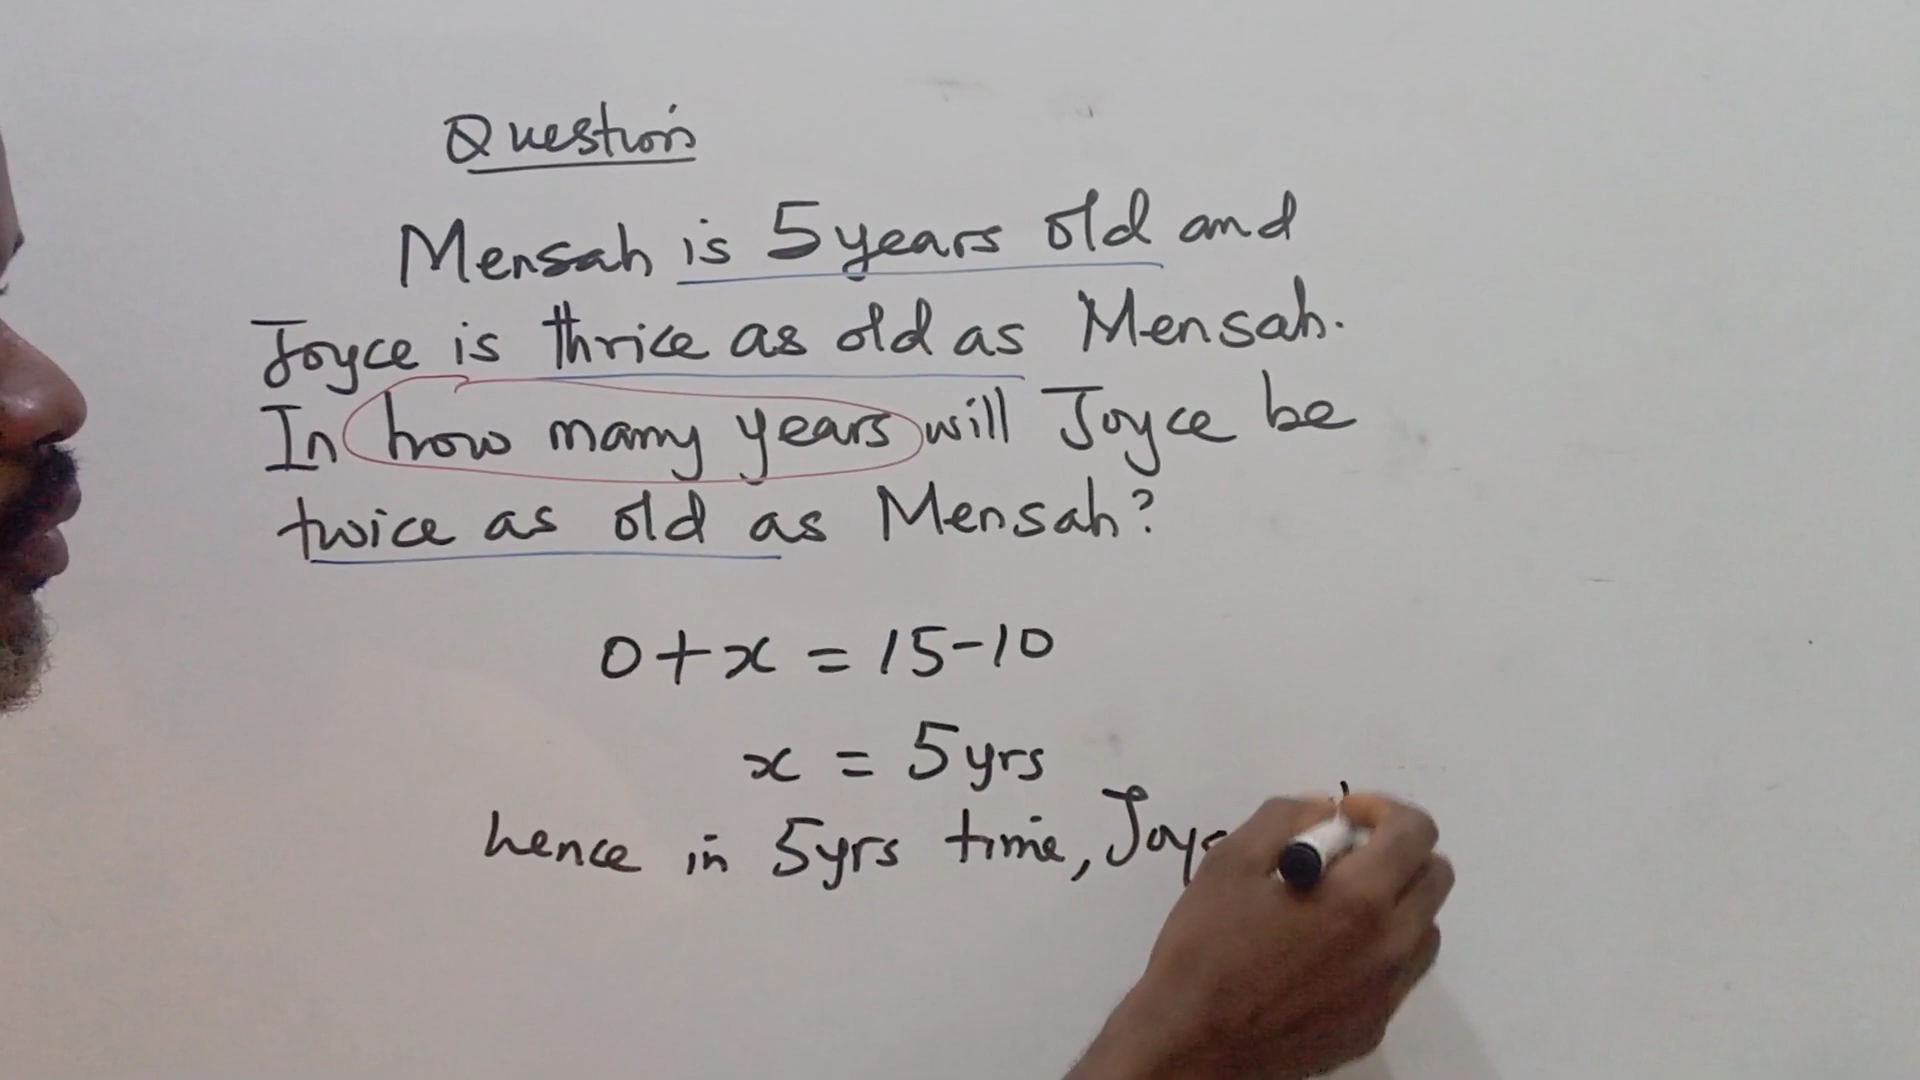 Question
Mensah is 5 years old and
Joyce is thrice as old as Mensah.
In how many years will Joyce be
twice as old as Mensah?
0+x = 15-10
x = 5yrs
hence in 5yrs time,